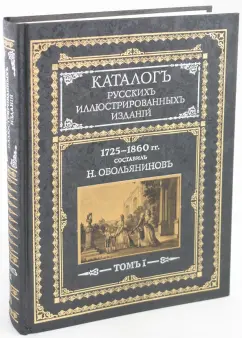 КАТАЛОГЪ
РУССКИХЪ
ИЛЛЮСТРИРОВАННЫХЪ
ИЗДАНІЙ
1725–1860 гг.
СОСТАВИЛЪ
Н. ОБОЛЬЯНИНОВЪ
ТОМЪ I